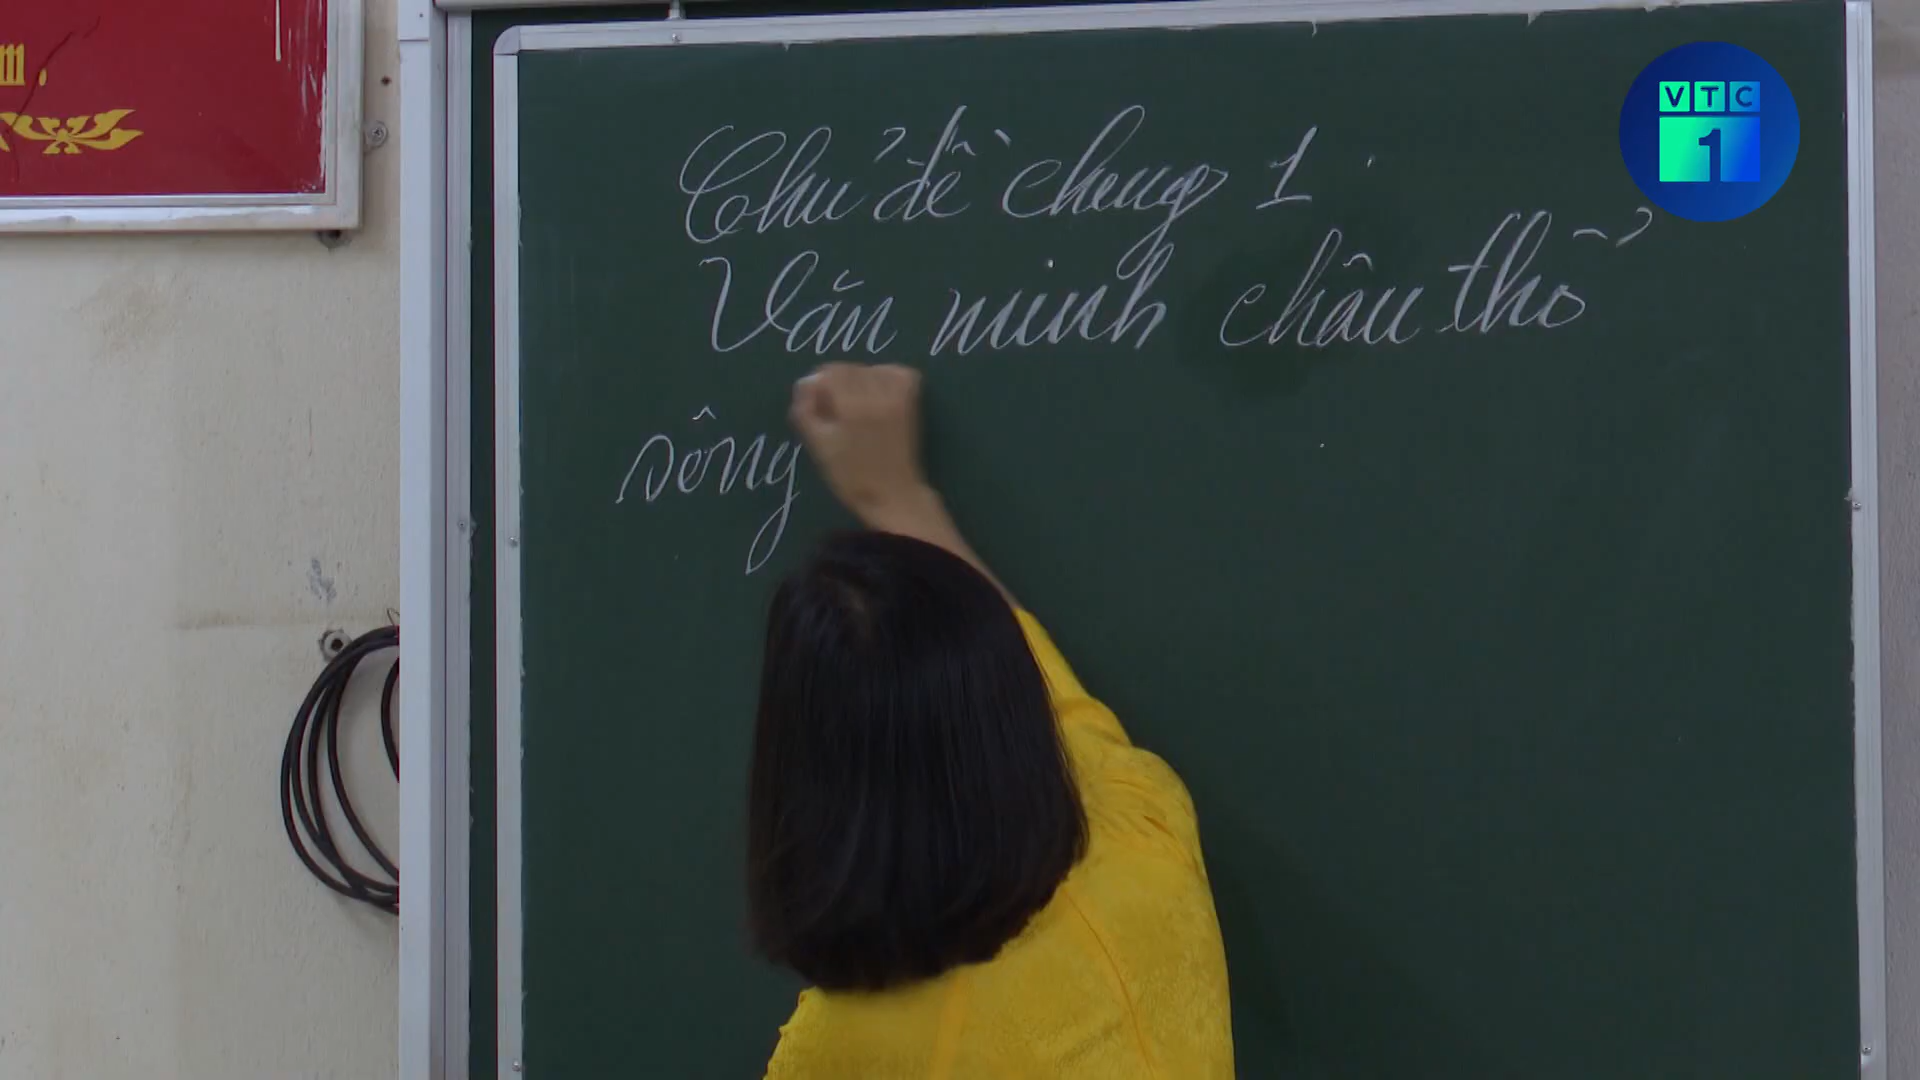 m.
VTC
1
Chủ đề chung 1
Văn minh châu thổ
sông